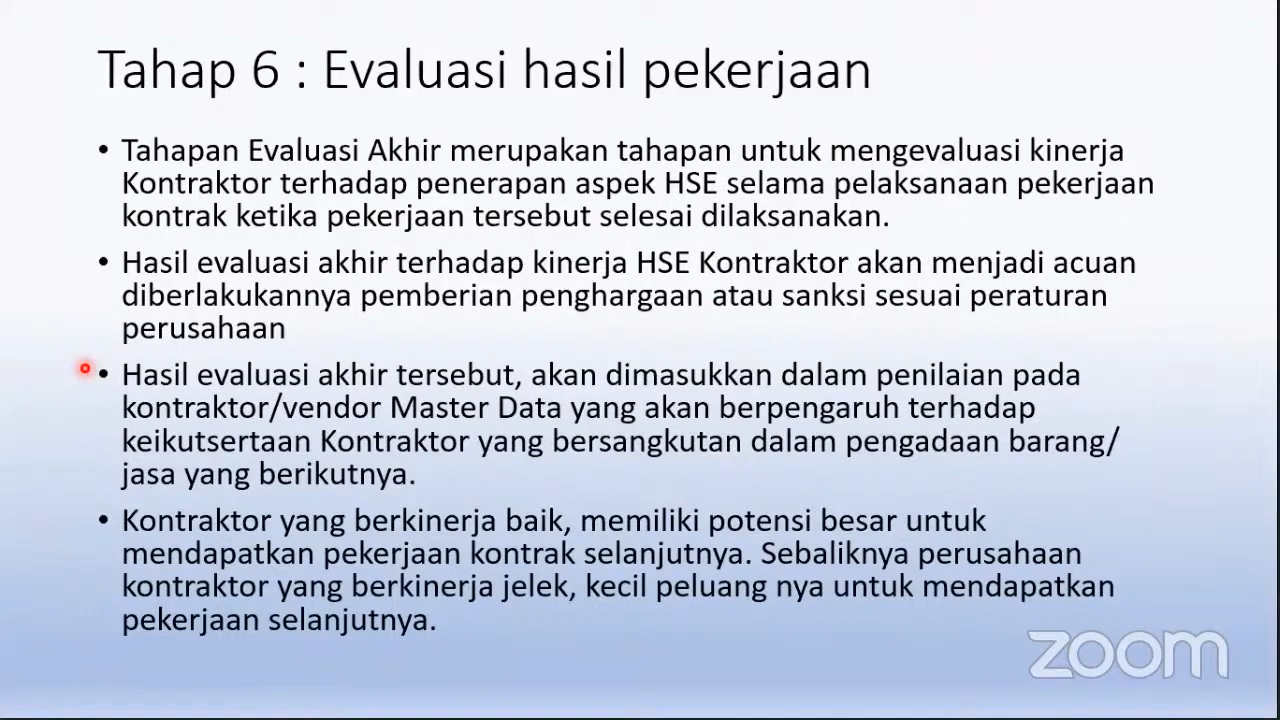 Tahap 6 : Evaluasi hasil pekerjaan
• Tahapan Evaluasi Akhir merupakan tahapan untuk mengevaluasi kinerja
Kontraktor terhadap penerapan aspek HSE selama pelaksanaan pekerjaan
kontrak ketika pekerjaan tersebut selesai dilaksanakan.
• Hasil evaluasi akhir terhadap kinerja HSE Kontraktor akan menjadi acuan
diberlakukannya pemberian penghargaan atau sanksi sesuai peraturan
perusahaan
• Hasil evaluasi akhir tersebut, akan dimasukkan dalam penilaian pada
kontraktor/vendor Master Data yang akan berpengaruh terhadap
keikutsertaan Kontraktor yang bersangkutan dalam pengadaan barang/
jasa yang berikutnya.
• Kontraktor yang berkinerja baik, memiliki potensi besar untuk
mendapatkan pekerjaan kontrak selanjutnya. Sebaliknya perusahaan
kontraktor yang berkinerja jelek, kecil peluang nya untuk mendapatkan
pekerjaan selanjutnya.
zoom